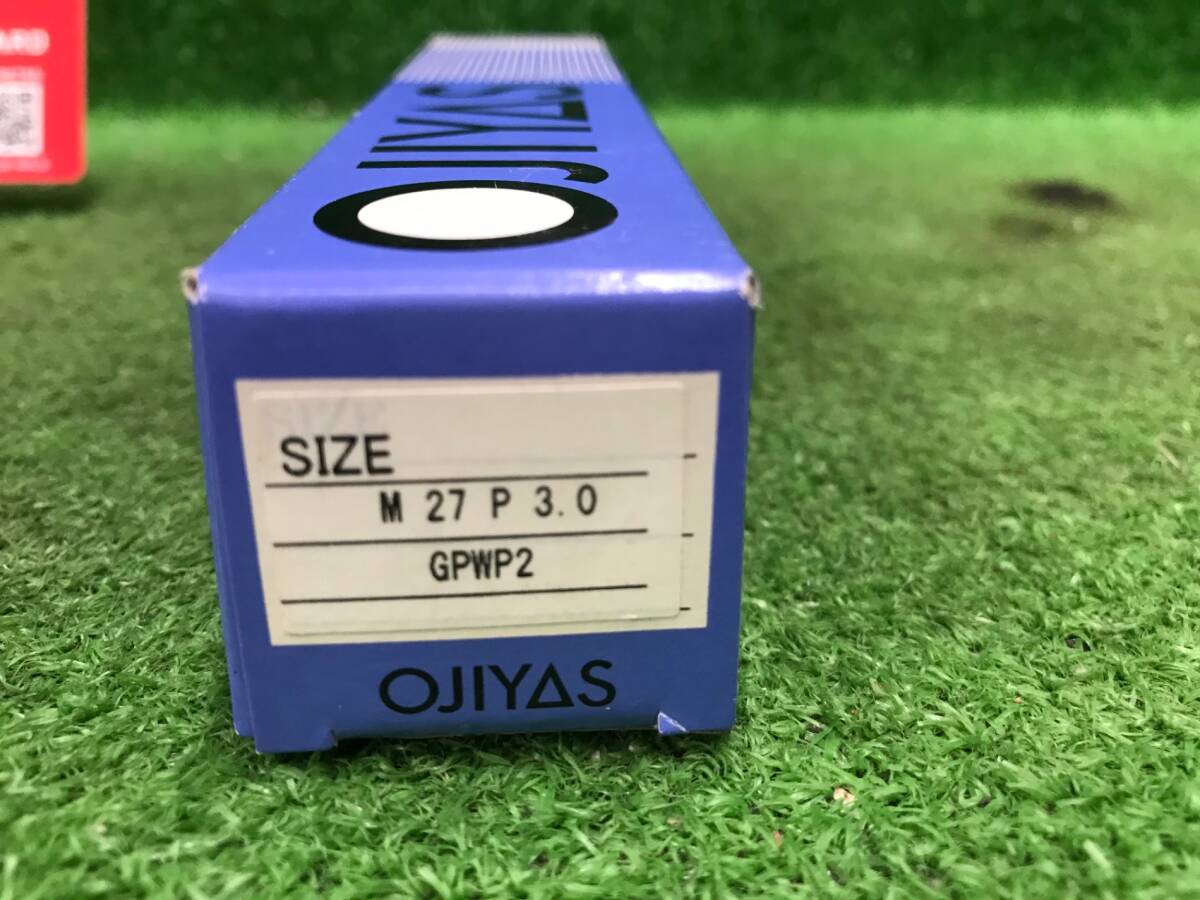 OJIYAS
SIZE
M 27 P 3.0
GPWP2
OJIYAS